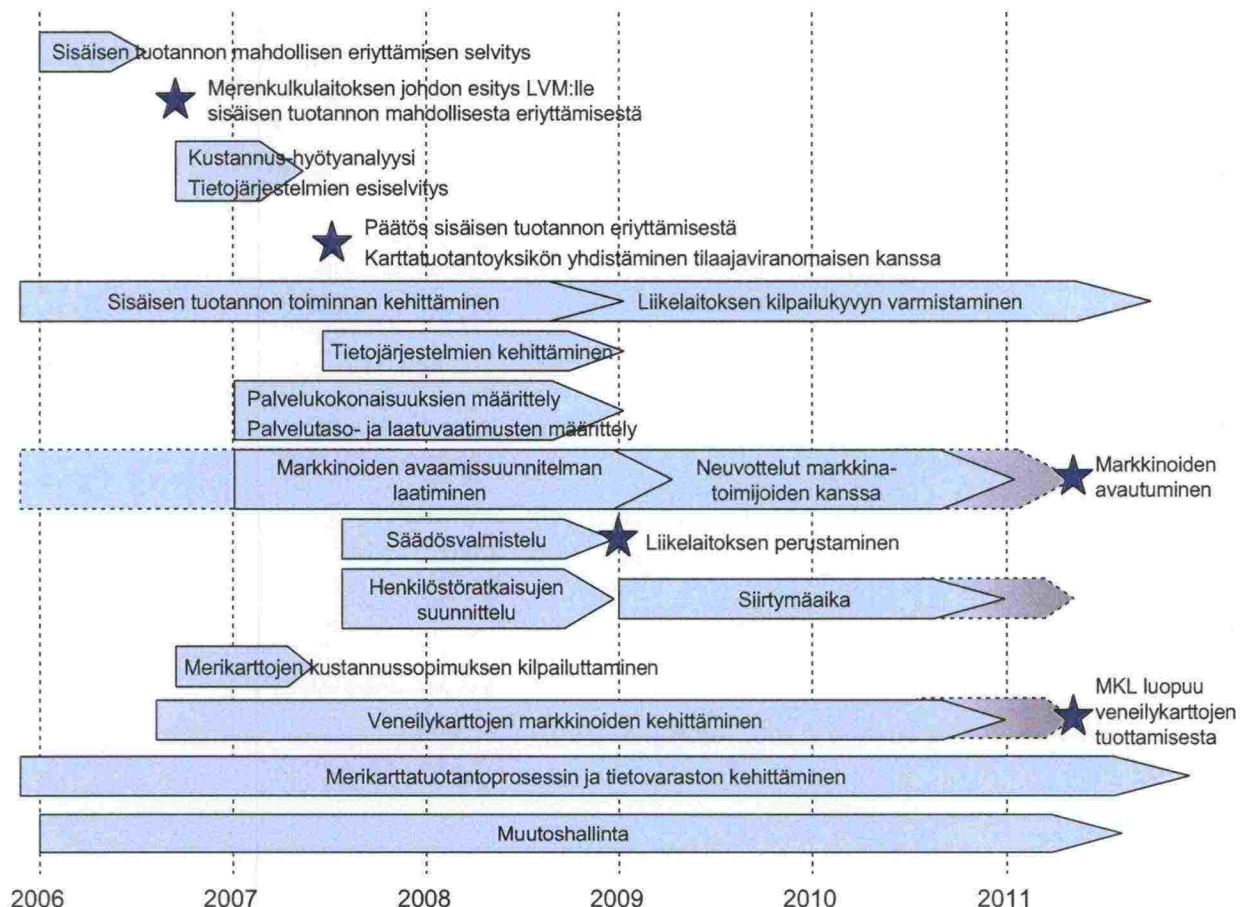 Sisäisen tuotannon mahdollisen eriyttämisen selvitys
Merenkulkulaitoksen johdon esitys LVM:lle
sisäisen tuotannon mahdollisesta eriyttämisestä
Kustannus-hyötyanalyysi
Tietojärjestelmien esiselvitys
Päätös sisäisen tuotannon eriyttämisestä
Karttatuotantoyksikön yhdistäminen tilaajaviranomaisen kanssa
Sisäisen tuotannon toiminnan kehittäminen
Liikelaitoksen kilpailukyvyn varmistaminen
Tietojärjestelmien kehittäminen
Palvelukokonaisuuksien määrittely
Palvelutaso- ja laatuvaatimusten määrittely
Markkinoiden avaamissuunnitelman
laatiminen
Neuvottelut markkina-
toimijoiden kanssa
Markkinoiden
avautuminen
Säädösvalmistelu
Liikelaitoksen perustaminen
Henkilöstöratkaisujen
suunnittelu
Siirtymäaika
Merikarttojen kustannussopimuksen kilpailuttaminen
Veneilykarttojen markkinoiden kehittäminen
MKL luopuu
veneilykarttojen
tuottamisesta
Merikarttatuotantoprosessin ja tietovaraston kehittäminen
Muutoshallinta
2006 2007 2008 2009 2010 2011